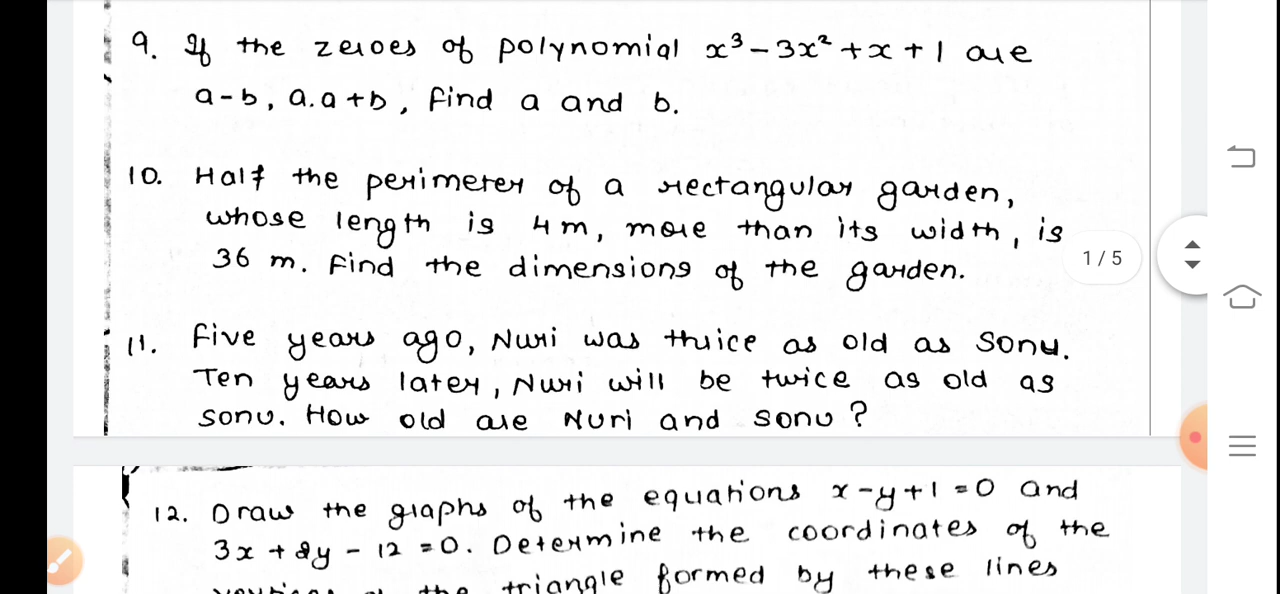 9. If the zeroes of polynomial x³-3x²+x+1 are
a-b, a.a+b, find a and b.
10. Half the perimeter of a rectangular garden,
whose length is 4m, more than its width, is
36 m. Find the dimensions of the garden.
1 / 5
11. Five years ago, Nuri was thrice as old as Sonu.
Ten years later, Nuri will be twice as old as
Sonu. How old are Nuri and Sonu?
12. Draw the graphs of the equations x-y+1=0 and
3x+2y-12=0. Determine the coordinates of the
the triangle formed by these lines